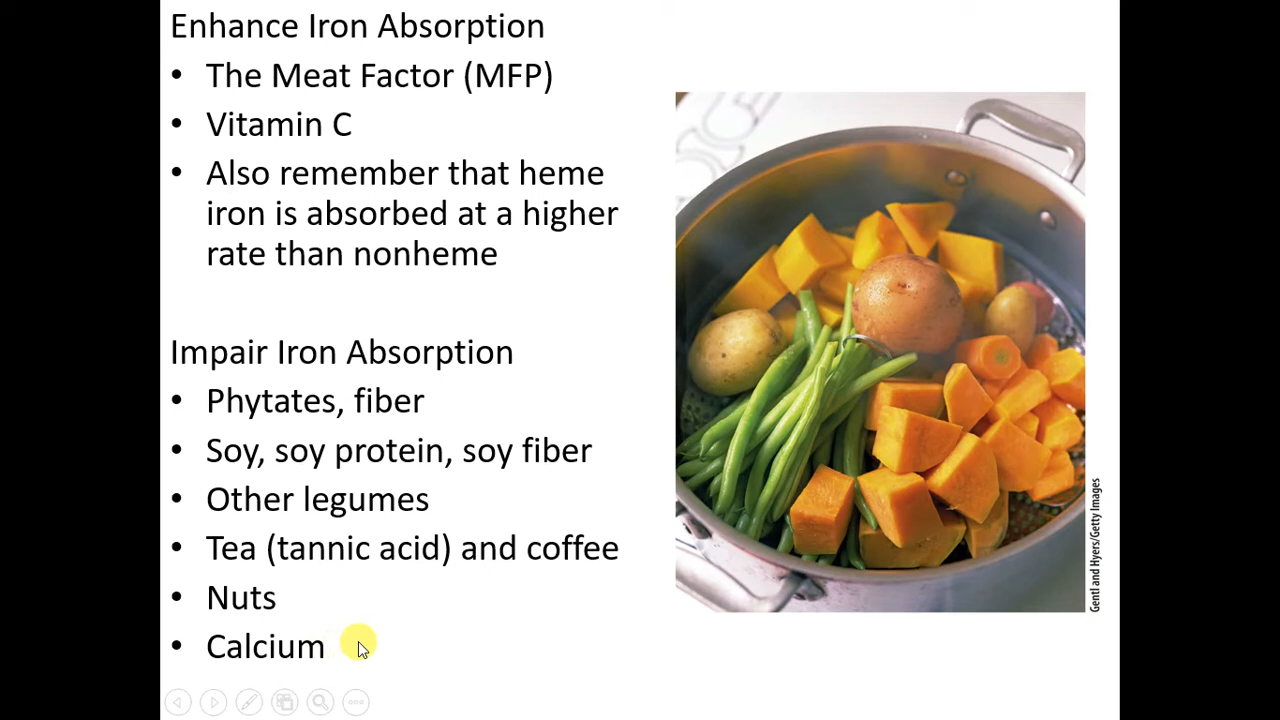 Enhance Iron Absorption
• The Meat Factor (MFP)
• Vitamin C
• Also remember that heme
iron is absorbed at a higher
rate than nonheme
Impair Iron Absorption
• Phytates, fiber
• Soy, soy protein, soy fiber
• Other legumes
• Tea (tannic acid) and coffee
• Nuts
• Calcium
Gentl and Hyers/Getty Images